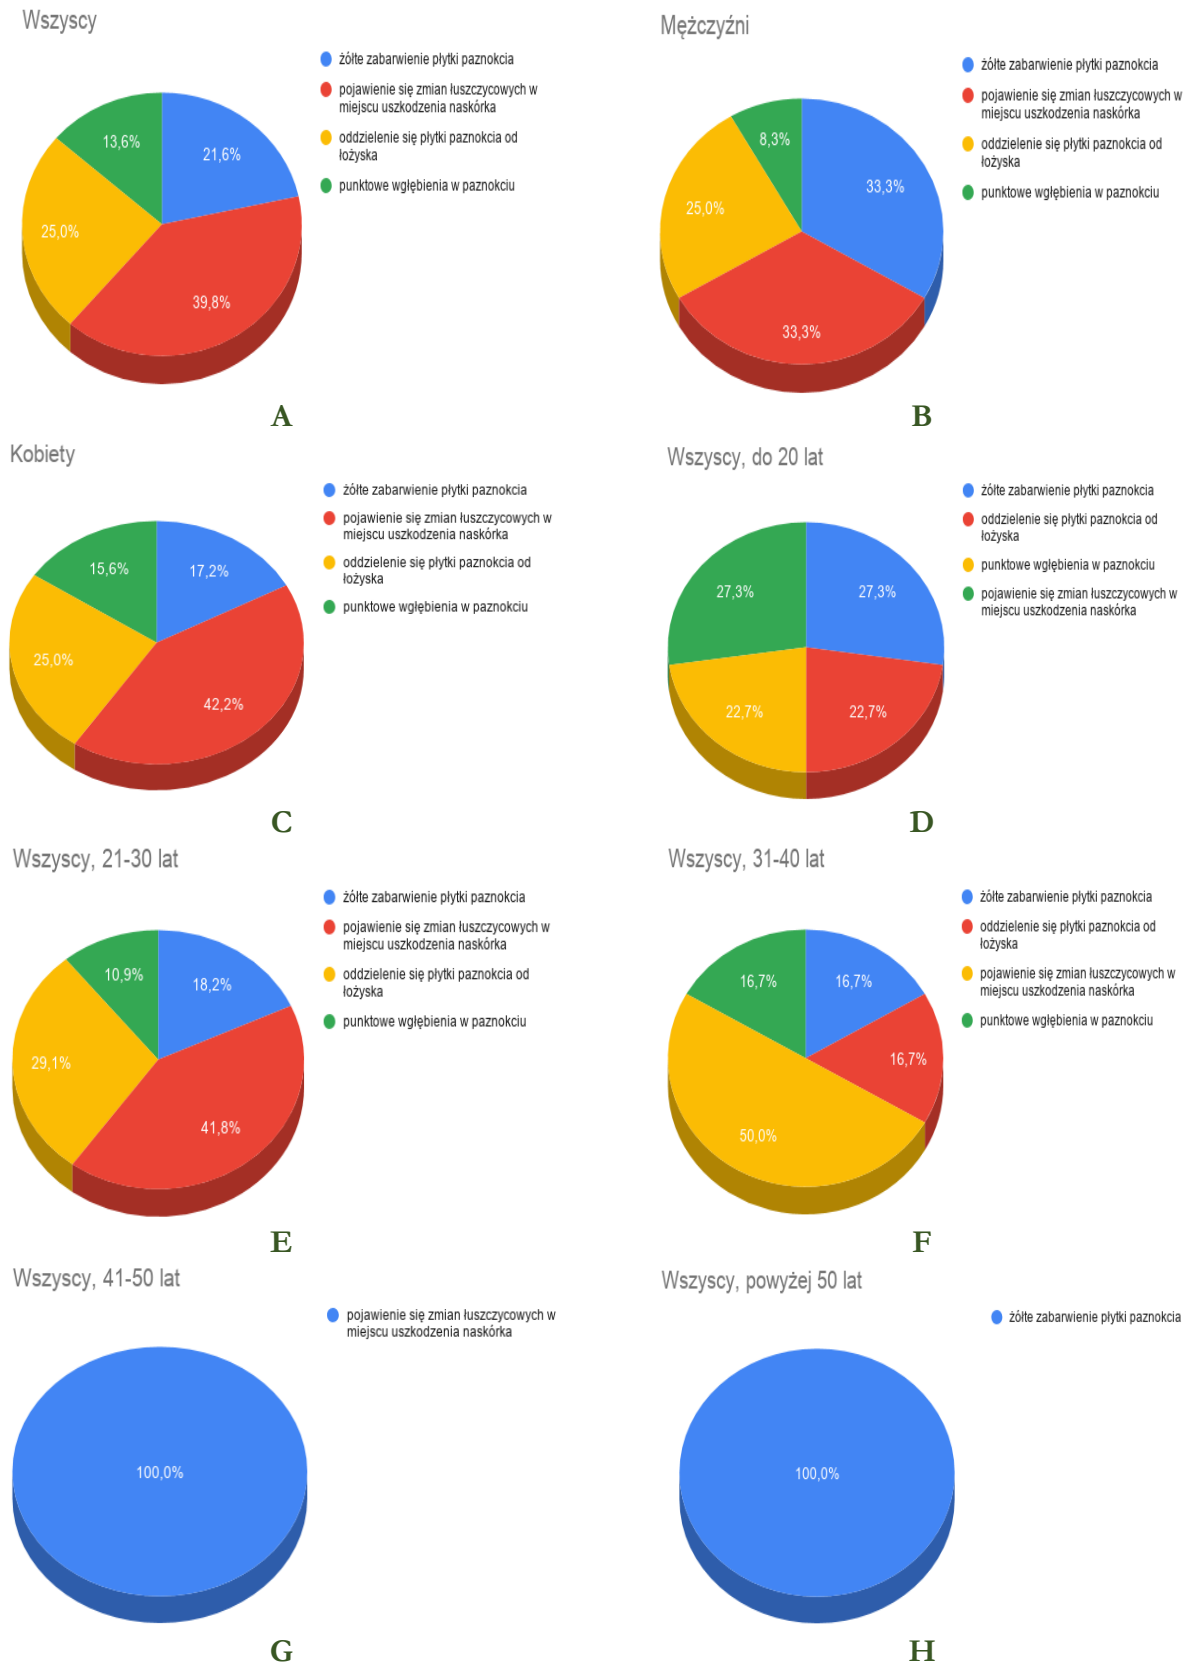 Wszyscy
żółte zabarwienie płytki paznokcia
pojawienie się zmian łuszczycowych w
miejscu uszkodzenia naskórka
oddzielenie się płytki paznokcia od
łożyska
punktowe wgłębienia w paznokciu
13,6%
21,6%
25,0%
39,8%
A
Mężczyźni
żółte zabarwienie płytki paznokcia
pojawienie się zmian łuszczycowych w
miejscu uszkodzenia naskórka
oddzielenie się płytki paznokcia od
łożyska
punktowe wgłębienia w paznokciu
8,3%
33,3%
25,0%
33,3%
B
Kobiety
żółte zabarwienie płytki paznokcia
pojawienie się zmian łuszczycowych w
miejscu uszkodzenia naskórka
oddzielenie się płytki paznokcia od
łożyska
punktowe wgłębienia w paznokciu
15,6%
17,2%
25,0%
42,2%
C
Wszyscy, do 20 lat
żółte zabarwienie płytki paznokcia
oddzielenie się płytki paznokcia od
łożyska
punktowe wgłębienia w paznokciu
pojawienie się zmian łuszczycowych w
miejscu uszkodzenia naskórka
27,3%
27,3%
22,7%
22,7%
D
Wszyscy, 21-30 lat
żółte zabarwienie płytki paznokcia
pojawienie się zmian łuszczycowych w
miejscu uszkodzenia naskórka
oddzielenie się płytki paznokcia od
łożyska
punktowe wgłębienia w paznokciu
10,9%
18,2%
29,1%
41,8%
E
Wszyscy, 31-40 lat
żółte zabarwienie płytki paznokcia
oddzielenie się płytki paznokcia od
łożyska
pojawienie się zmian łuszczycowych w
miejscu uszkodzenia naskórka
punktowe wgłębienia w paznokciu
16,7%
16,7%
16,7%
50,0%
F
Wszyscy, 41-50 lat
pojawienie się zmian łuszczycowych w
miejscu uszkodzenia naskórka
100,0%
G
Wszyscy, powyżej 50 lat
żółte zabarwienie płytki paznokcia
100,0%
H